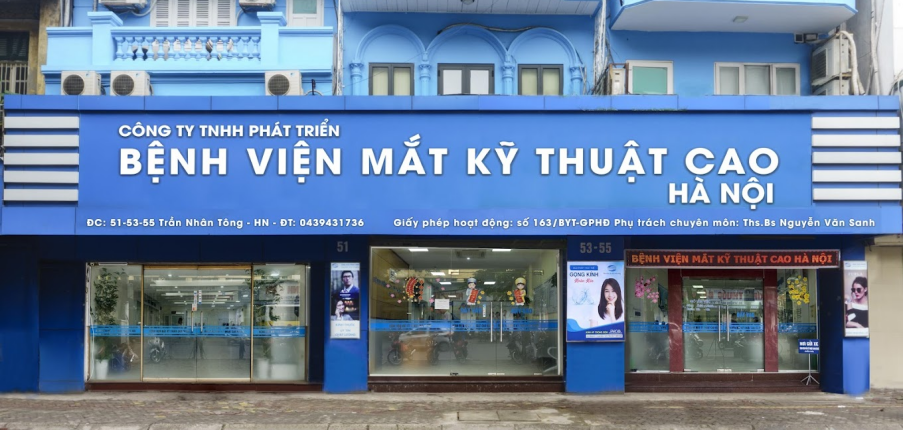 CÔNG TY TNHH PHÁT TRIỂN
BỆNH VIỆN MẮT KỸ THUẬT CAO
HÀ NỘI
ĐC: 51-53-55 Trần Nhân Tông - HN - ĐT: 0439431736
Giấy phép hoạt động: số 163/BYT-GPHĐ Phụ trách chuyên môn: Ths.Bs Nguyễn Văn Sanh
51
53-55
BỆNH VIỆN MẮT KỸ THUẬT CAO HÀ NỘI
GỌNG KÍNH